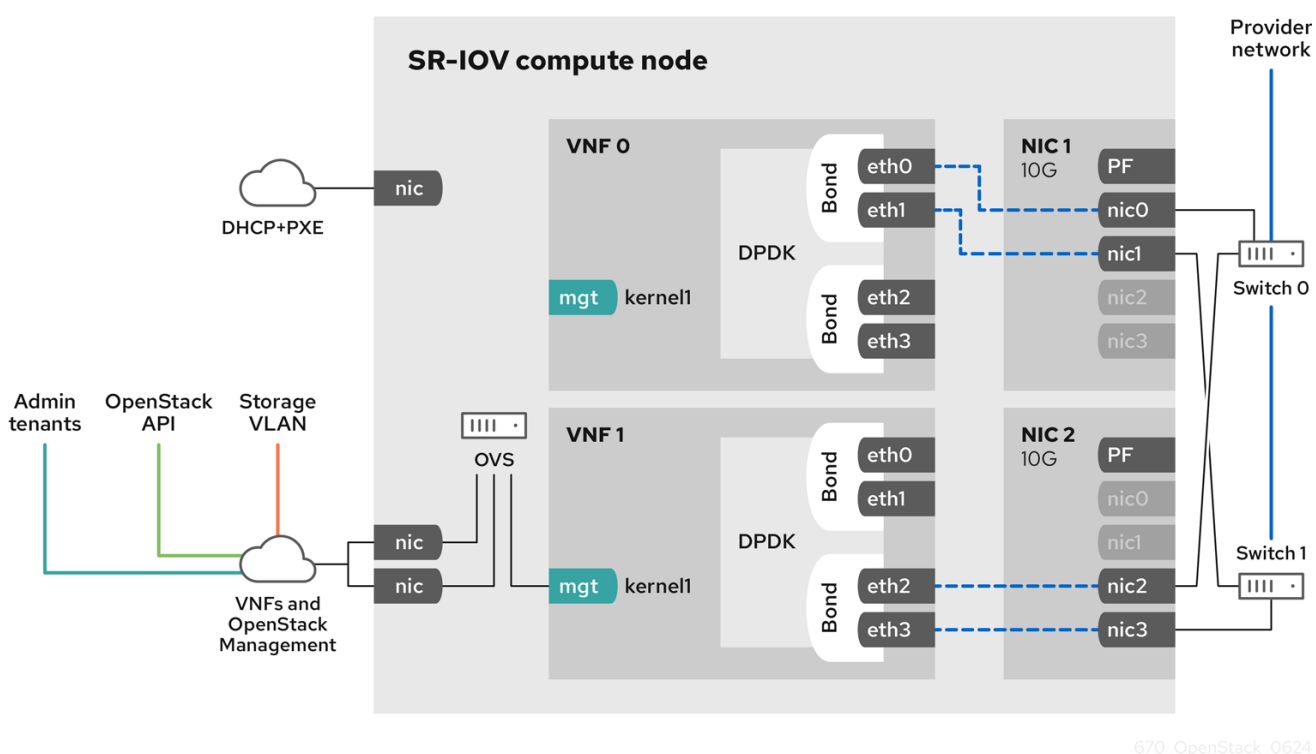 Provider
network
SR-IOV compute node
DHCP+PXE
nic
VNF 0
Bond
eth0
eth1
DPDK
mgt
kernel1
Bond
eth2
eth3
NIC 1
10G
PF
nic0
nic1
nic2
nic3
Switch 0
Admin
tenants
OpenStack
API
Storage
VLAN
OVS
nic
nic
VNFs and
OpenStack
Management
VNF 1
Bond
eth0
eth1
DPDK
mgt
kernel1
Bond
eth2
eth3
NIC 2
10G
PF
nic0
nic1
nic2
nic3
Switch 1
670_OpenStack_0624